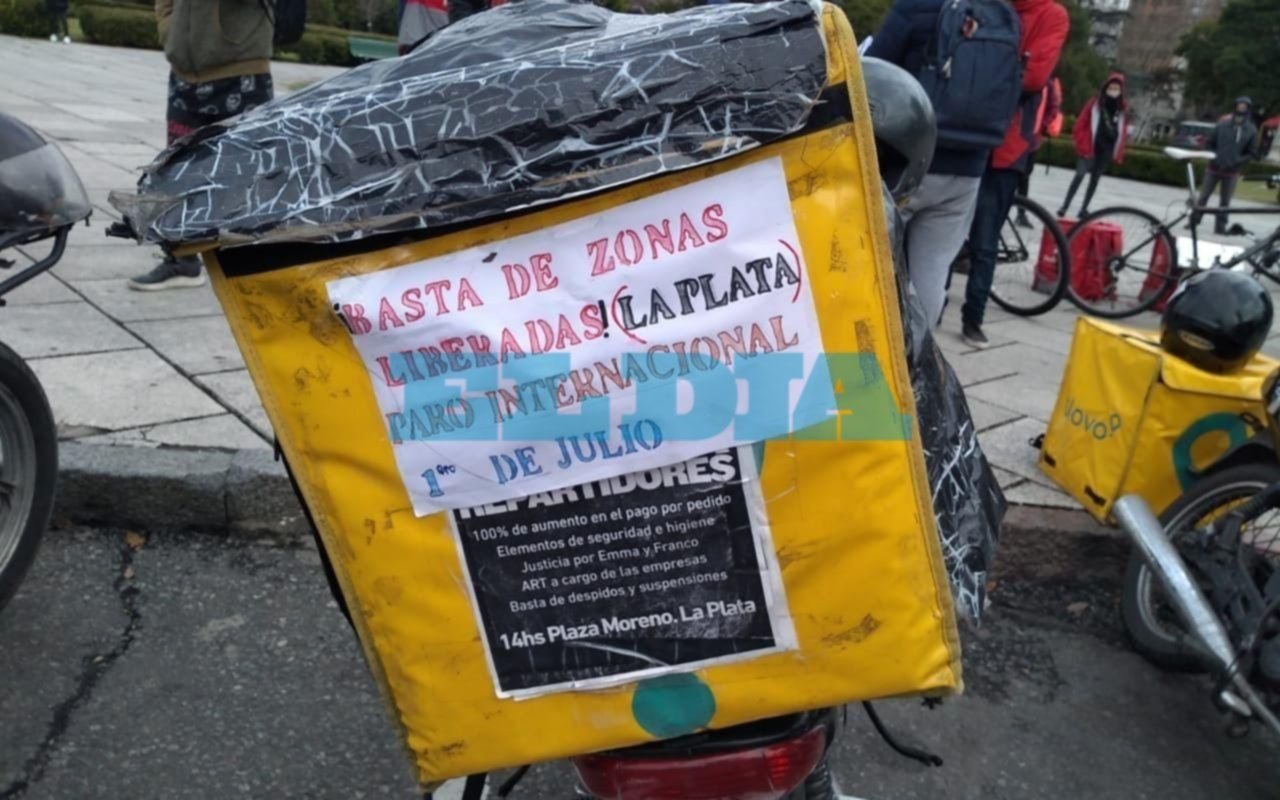 ¡BASTA DE ZONAS
LIBERADAS! (LA PLATA)
PARO INTERNACIONAL
1ero DE JULIO
EL DIA
REPARTIDORES
100% de aumento en el pago por pedido
Elementos de seguridad e higiene
Justicia por Emma y Franco
ART a cargo de las empresas
Basta de despidos y suspensiones
14hs Plaza Moreno. La Plata